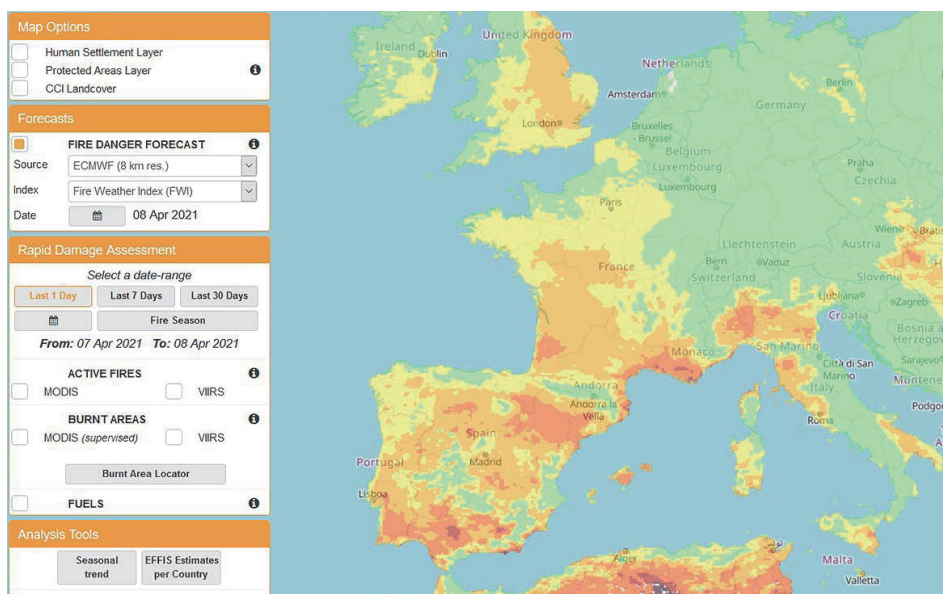 Map Options
Human Settlement Layer
Protected Areas Layer
CCI Landcover
Forecasts
FIRE DANGER FORECAST
Source ECMWF (8 km res.)
Index Fire Weather Index (FWI)
Date 08 Apr 2021
Rapid Damage Assessment
Select a date-range
Last 1 Day Last 7 Days Last 30 Days
Fire Season
From: 07 Apr 2021 To: 08 Apr 2021
ACTIVE FIRES
MODIS VIIRS
BURNT AREAS
MODIS (supervised) VIIRS
Burnt Area Locator
FUELS
Analysis Tools
Seasonal trend
EFFIS Estimates per Country
United Kingdom
Ireland
Dublin
Netherlands
Amsterdam
Berlin
Germany
London
Bruxelles
- Brussel
Belgium
Luxembourg
Luxembourg
Praha
Czechia
Paris
Wien
Bratis
Liechtenstein
Austria
Bern
Vaduz
France
Switzerland
Slovenia
Ljubljana
Zagreb
Croatia
Bosnia a
Herzegov
San Marino
Monaco
Città di San
Marino
Sarajevo
Italy
Montene
Andorra
Andorra la
Vella
Podgor
Roma
Spain
Portugal
Madrid
Lisboa
Alger
تونس
Malta
Valletta